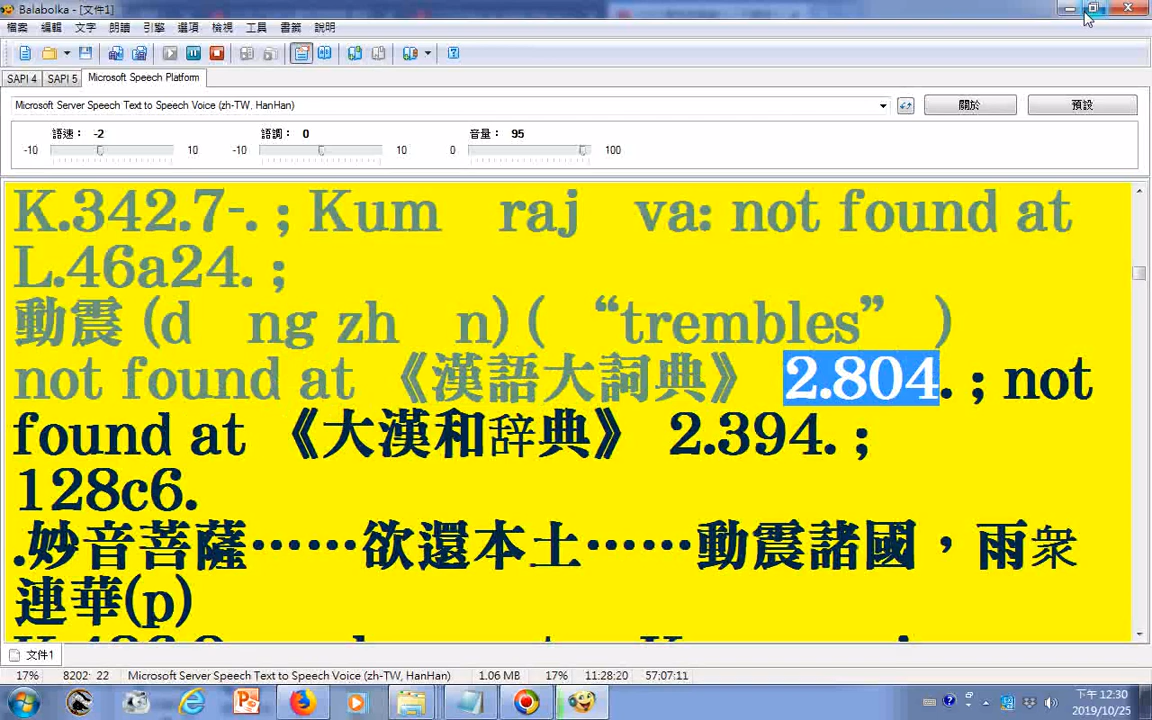 Balabolka - [文件1]
檔案 編輯 文字 朗讀 引擎 選項 檢視 工具 書籤 說明
SAPI 4 SAPI 5 Microsoft Speech Platform
Microsoft Server Speech Text to Speech Voice (zh-TW, HanHan) 關於 預設
語速： -2 語調： 0 音量： 95
-10 10 -10 10 0 100
K.342.7-. ; Kum raj va: not found at
L.46a24. ;
動震 (d ng zh n) ( “trembles” )
not found at 《漢語大詞典》 2.804. ; not
found at 《大漢和辞典》 2.394. ;
128c6.
.妙音菩薩……欲還本土……動震諸國，雨衆
連華(p)
文件1
17% 8202: 22 Microsoft Server Speech Text to Speech Voice (zh-TW, HanHan) 1.06 MB 17% 11:28:20 57:07:11
下午 12:30
2019/10/25